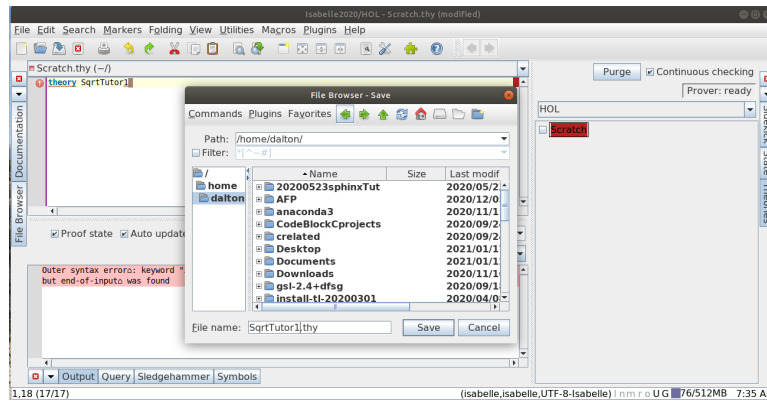 Isabelle2020/HOL - Scratch.thy (modified)
File Edit Search Markers Folding View Utilities Macros Plugins Help
Scratch.thy (~/)
theory SqrtTutor1
File Browser - Save
Commands Plugins Favorites
Path: /home/dalton/
Filter: *[^~#]
/
home
dalton
Name Size Last modif
20200523sphinxTut 2020/05/2
AFP 2020/12/0
anaconda3 2020/11/1
CodeBlockCprojects 2020/09/2
crelated 2020/09/2
Desktop 2021/01/1
Documents 2021/01/1
Downloads 2020/11/1
gsl-2.4+dfsg 2020/09/1
install-tl-20200301 2020/04/0
File name: SqrtTutor1.thy
Save Cancel
Purge Continuous checking
Prover: ready
HOL
Scratch
Documentation
File Browser
Sidekick
State
Theories
Proof state Auto update
Outer syntax error: keyword "
but end-of-input was found
Output Query Sledgehammer Symbols
1,18 (17/17)
(isabelle,isabelle,UTF-8-Isabelle) n m r o U G 76/512MB 7:35 A